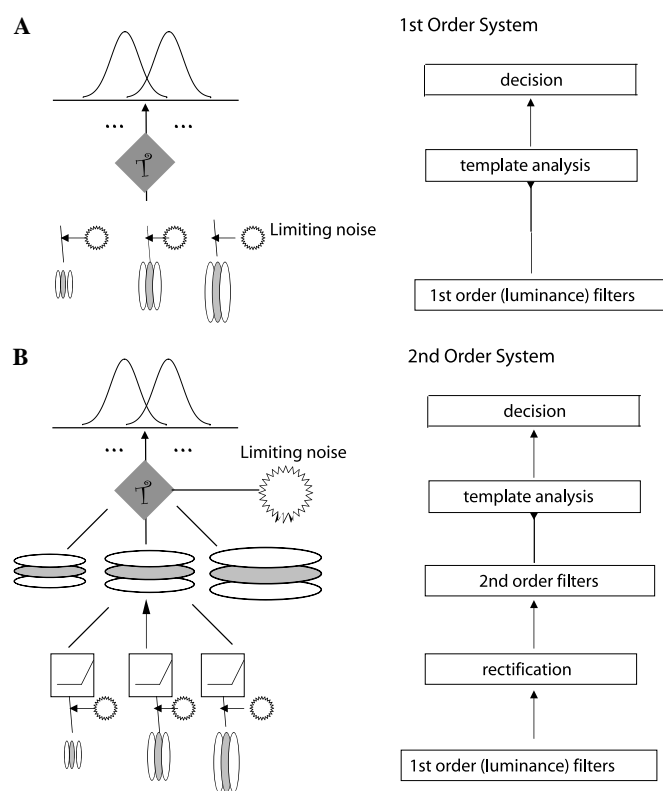 A
1st Order System
decision
...
...
T
template analysis
Limiting noise
1st order (luminance) filters
B
2nd Order System
decision
...
...
Limiting noise
T
template analysis
2nd order filters
rectification
1st order (luminance) filters